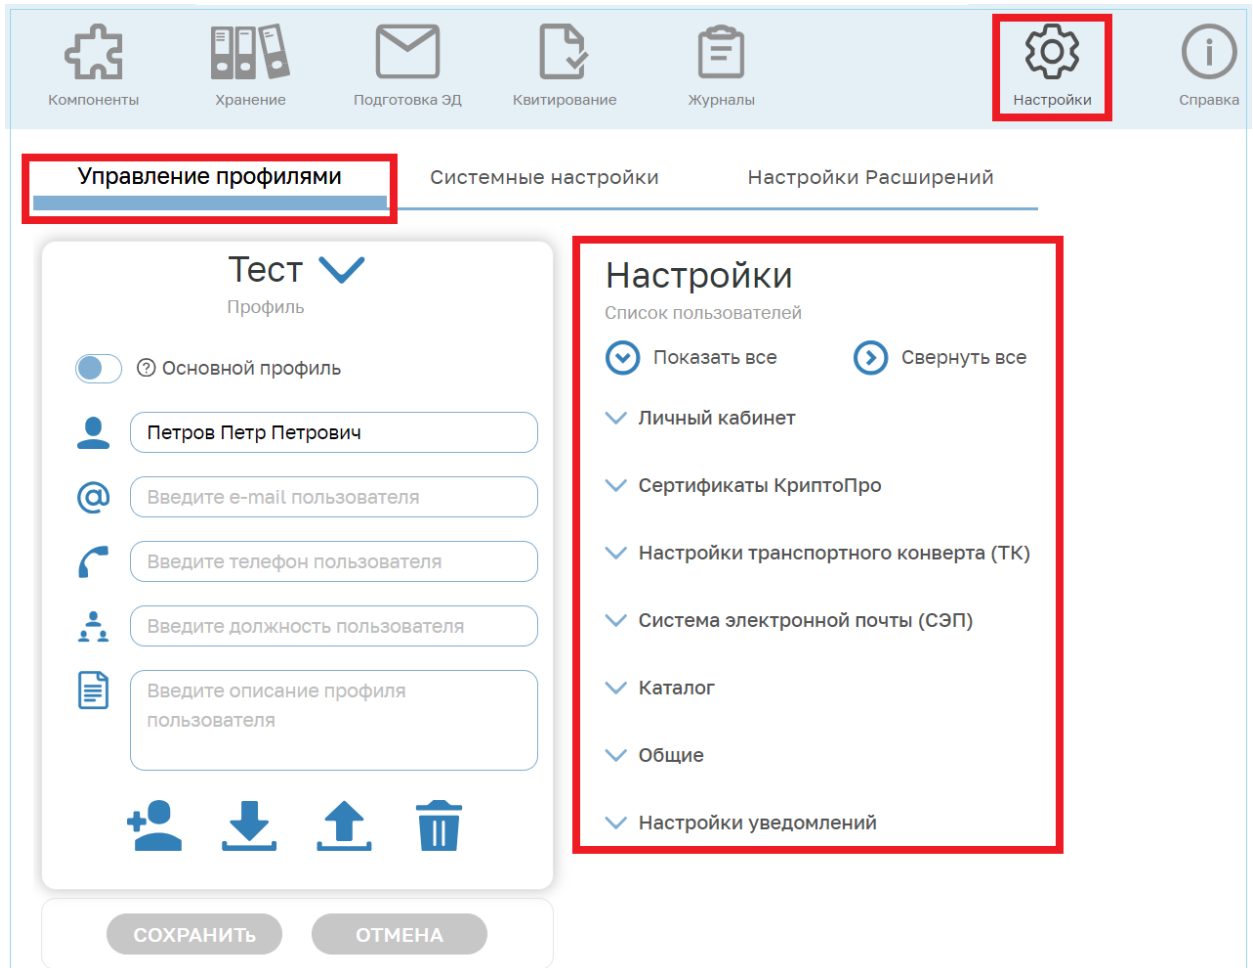 Компоненты
Хранение
Подготовка ЭД
Квитирование
Журналы
Настройки
Справка
Управление профилями
Системные настройки
Настройки Расширений
Тест
Профиль
Основной профиль
Петров Петр Петрович
Введите e-mail пользователя
Введите телефон пользователя
Введите должность пользователя
Введите описание профиля
пользователя
СОХРАНИТЬ
ОТМЕНА
Настройки
Список пользователей
Показать все
Свернуть все
Личный кабинет
Сертификаты КриптоПро
Настройки транспортного конверта (ТК)
Система электронной почты (СЭП)
Каталог
Общие
Настройки уведомлений